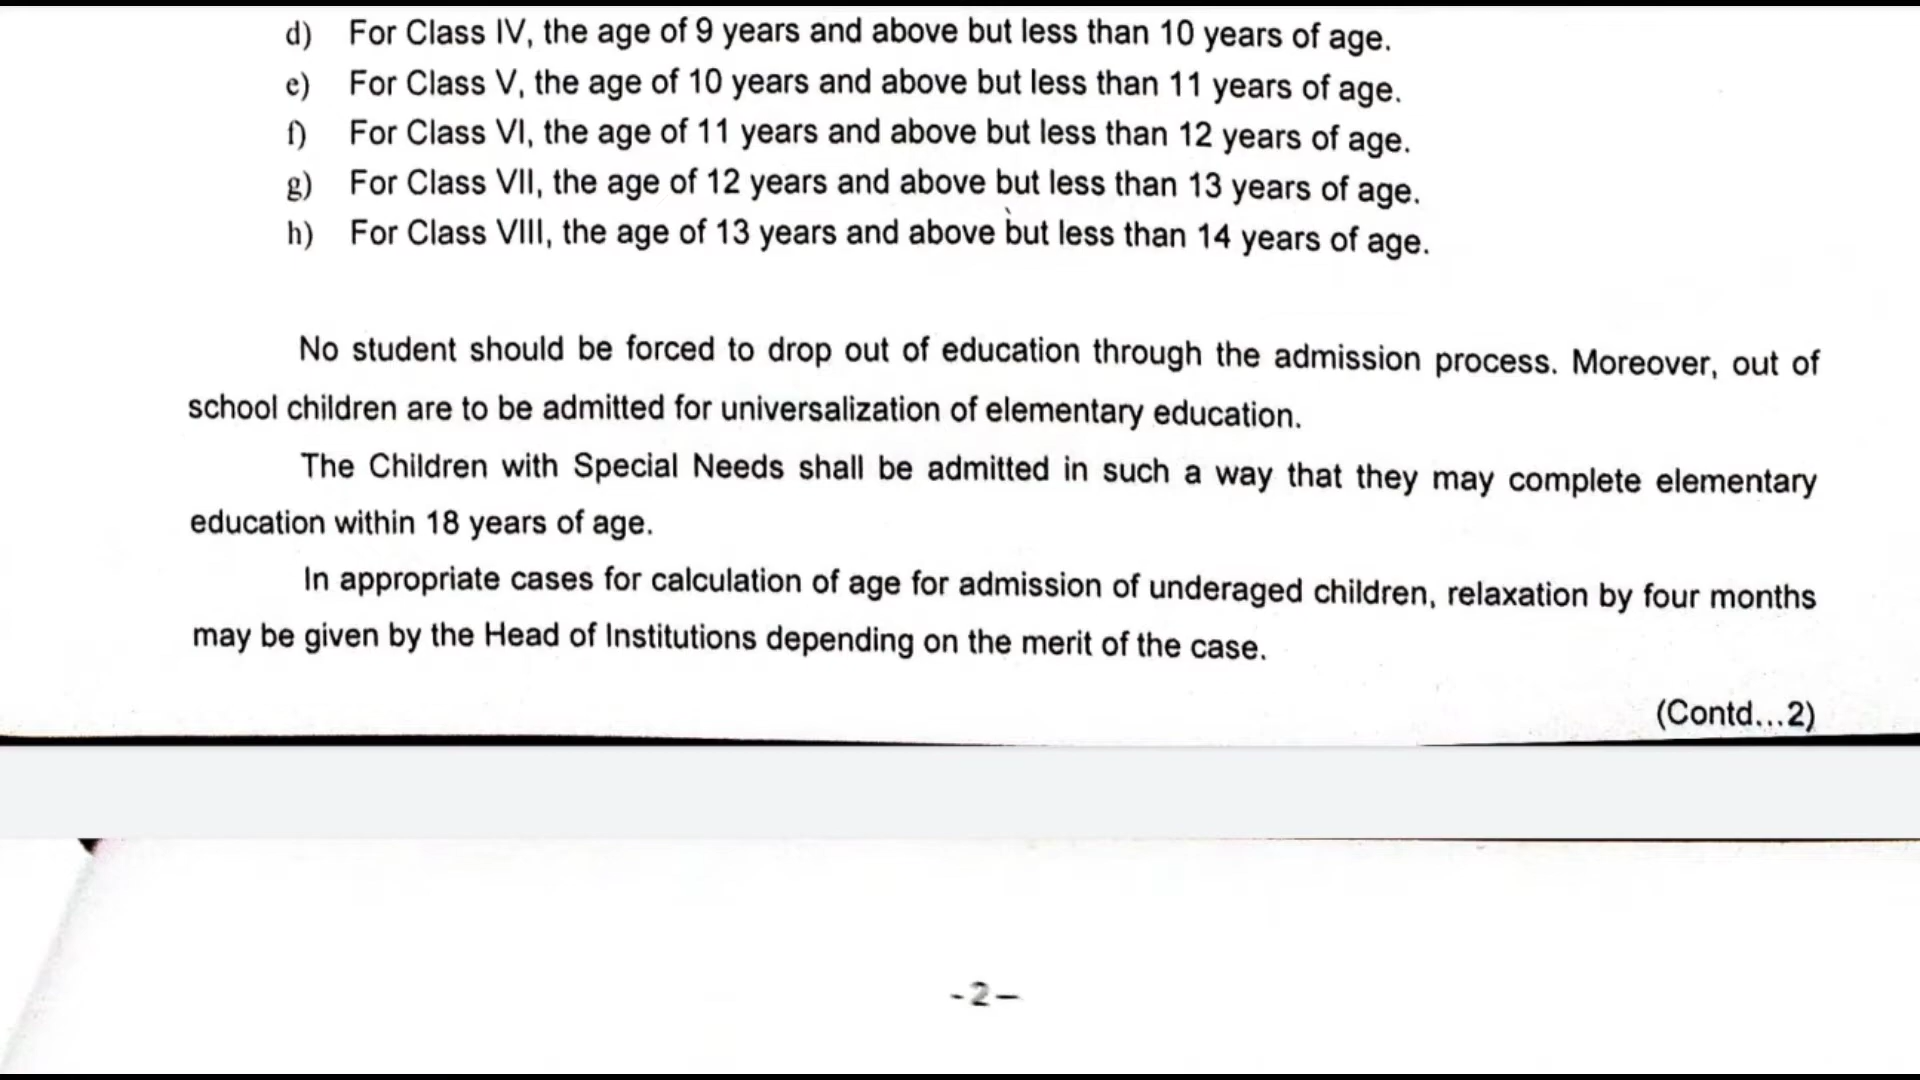 d) For Class IV, the age of 9 years and above but less than 10 years of age.
e) For Class V, the age of 10 years and above but less than 11 years of age.
f) For Class VI, the age of 11 years and above but less than 12 years of age.
g) For Class VII, the age of 12 years and above but less than 13 years of age.
h) For Class VIII, the age of 13 years and above but less than 14 years of age.
No student should be forced to drop out of education through the admission process. Moreover, out of
school children are to be admitted for universalization of elementary education.
The Children with Special Needs shall be admitted in such a way that they may complete elementary
education within 18 years of age.
In appropriate cases for calculation of age for admission of underaged children, relaxation by four months
may be given by the Head of Institutions depending on the merit of the case.
(Contd...2)
-2-